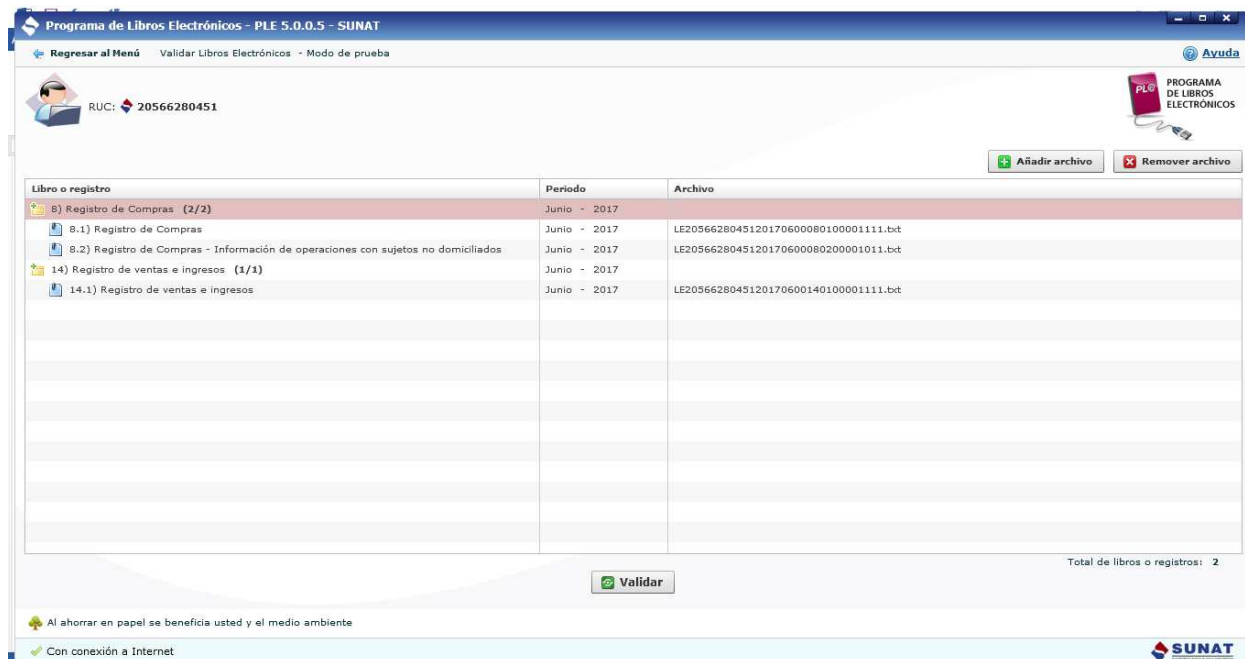 Programa de Libros Electrónicos - PLE 5.0.0.5 - SUNAT
Regresar al Menú Validar Libros Electrónicos - Modo de prueba Ayuda
RUC: 20566280451
PLE
PROGRAMA
DE LIBROS
ELECTRÓNICOS
Añadir archivo Remover archivo
Libro o registro Periodo Archivo
8) Registro de Compras (2/2) Junio - 2017
8.1) Registro de Compras Junio - 2017 LE2056628045120170600080100001111.txt
8.2) Registro de Compras - Información de operaciones con sujetos no domiciliados Junio - 2017 LE2056628045120170600080200001011.txt
14) Registro de ventas e ingresos (1/1) Junio - 2017
14.1) Registro de ventas e ingresos Junio - 2017 LE2056628045120170600140100001111.txt
Total de libros o registros: 2
Validar
Al ahorrar en papel se beneficia usted y el medio ambiente
Con conexión a Internet SUNAT